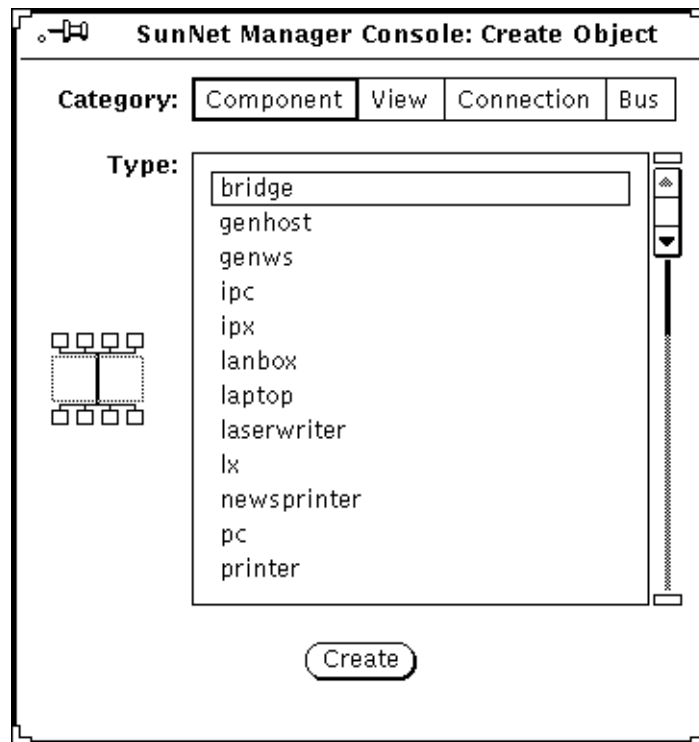 SunNet Manager Console: Create Object
Category: Component View Connection Bus
Type:
bridge
genhost
genws
ipc
ipx
lanbox
laptop
laserwriter
lx
newsprinter
pc
printer
Create